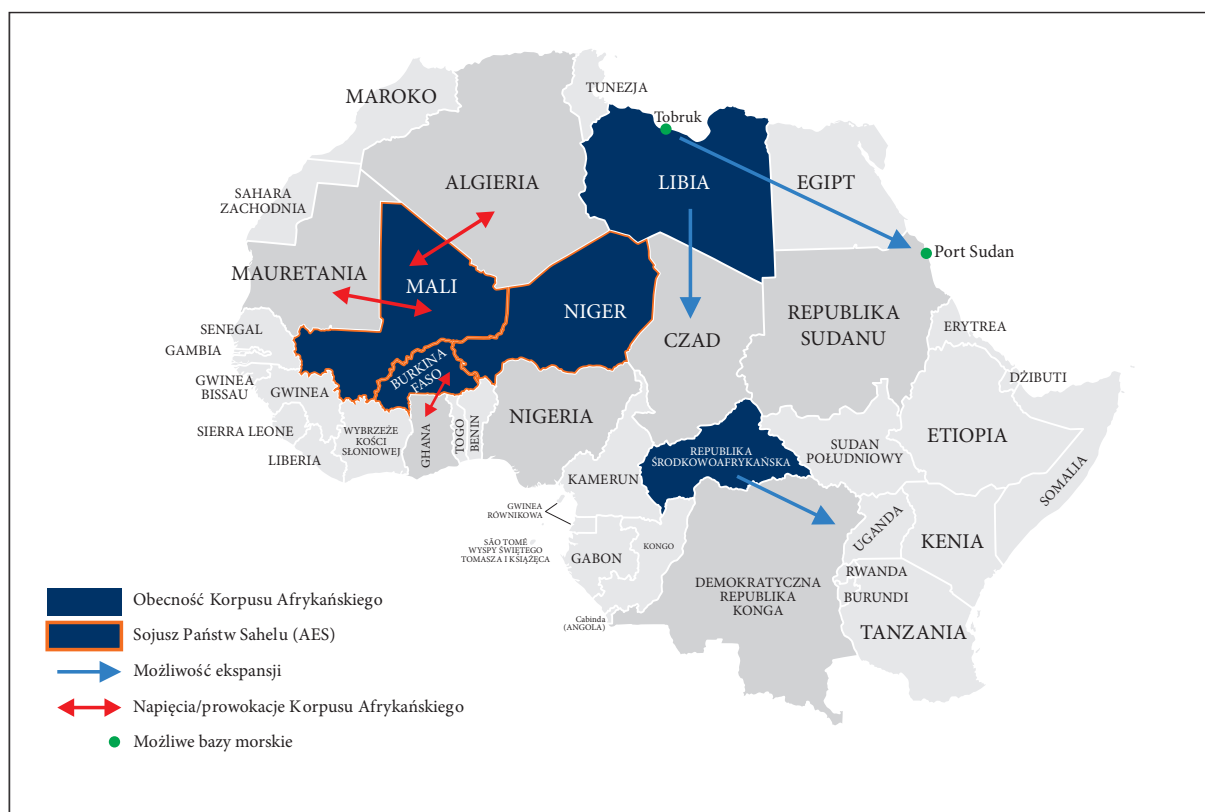 TUNEZJA
MAROKO
Tobruk
ALGIERIA
LIBIA
EGIPT
SAHARA
ZACHODNIA
Port Sudan
MAURETANIA
MALI
NIGER
CZAD
REPUBLIKA
SUDANU
ERYTREA
SENEGAL
GAMBIA
GWINEA
BISSAU
GWINEA
BURKINA
FASO
DŻIBUTI
SIERRA LEONE
LIBERIA
WYBRZEŻE
KOŚCI
SŁONIOWEJ
GHANA
TOGO
BENIN
NIGERIA
REPUBLIKA
ŚRODKOWOAFRYKAŃSKA
SUDAN
POŁUDNIOWY
ETIOPIA
SOMALIA
KAMERUN
GWINEA
RÓWNIKOWA
SÃO TOMÉ
WYSPY ŚWIĘTEGO
TOMASZA I KSIĄŻĘCA
GABON
KONGO
UGANDA
KENIA
DEMOKRATYCZNA
REPUBLIKA
KONGA
RWANDA
BURUNDI
TANZANIA
Cabinda
(ANGOLA)
Obecność Korpusu Afrykańskiego
Sojusz Państw Sahelu (AES)
Możliwość ekspansji
Napięcia/prowokacje Korpusu Afrykańskiego
Możliwe bazy morskie